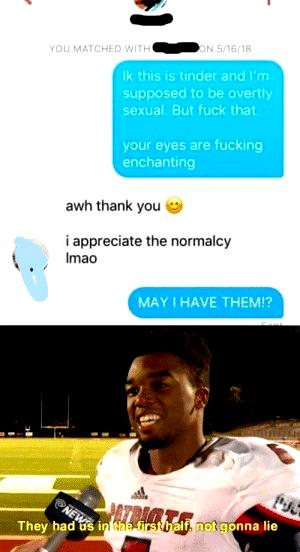 YOU MATCHED WITH ON 5/16/18
Ik this is tinder and I'm
supposed to be overtly
sexual. But fuck that.
your eyes are fucking
enchanting
awh thank you 😊
i appreciate the normalcy
lmao
MAY I HAVE THEM!?
Sent
PATRIOTS
@NEWS
They had us in the first half, not gonna lie